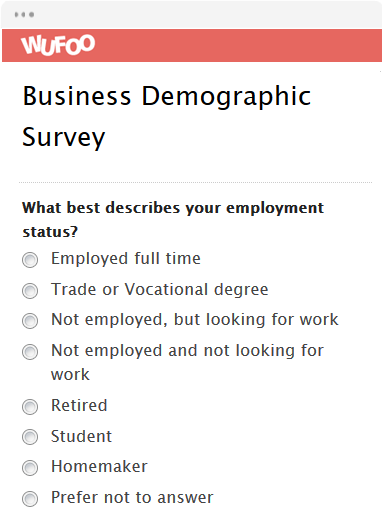 WUFOO
Business Demographic
Survey
What best describes your employment
status?
Employed full time
Trade or Vocational degree
Not employed, but looking for work
Not employed and not looking for
work
Retired
Student
Homemaker
Prefer not to answer